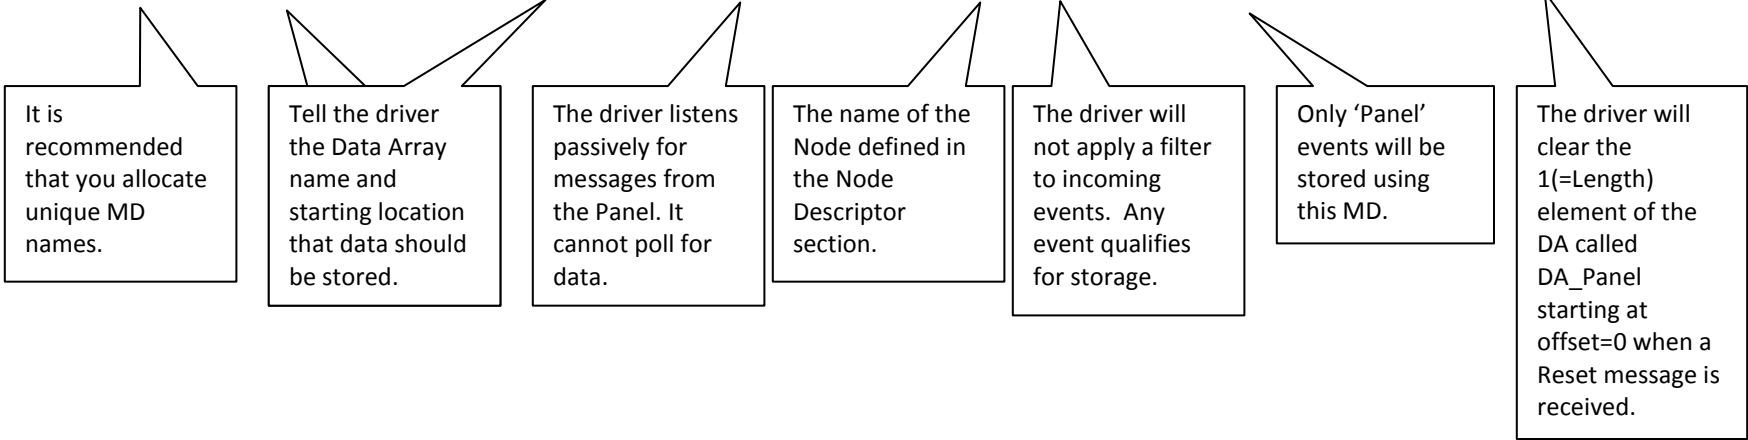 It is
recommended
that you allocate
unique MD
names.
Tell the driver
the Data Array
name and
starting location
that data should
be stored.
The driver listens
passively for
messages from
the Panel. It
cannot poll for
data.
The name of the
Node defined in
the Node
Descriptor
section.
The driver will
not apply a filter
to incoming
events.  Any
event qualifies
for storage.
Only ‘Panel’
events will be
stored using
this MD.
The driver will
clear the
1(=Length)
element of the
DA called
DA_Panel
starting at
offset=0 when a
Reset message is
received.